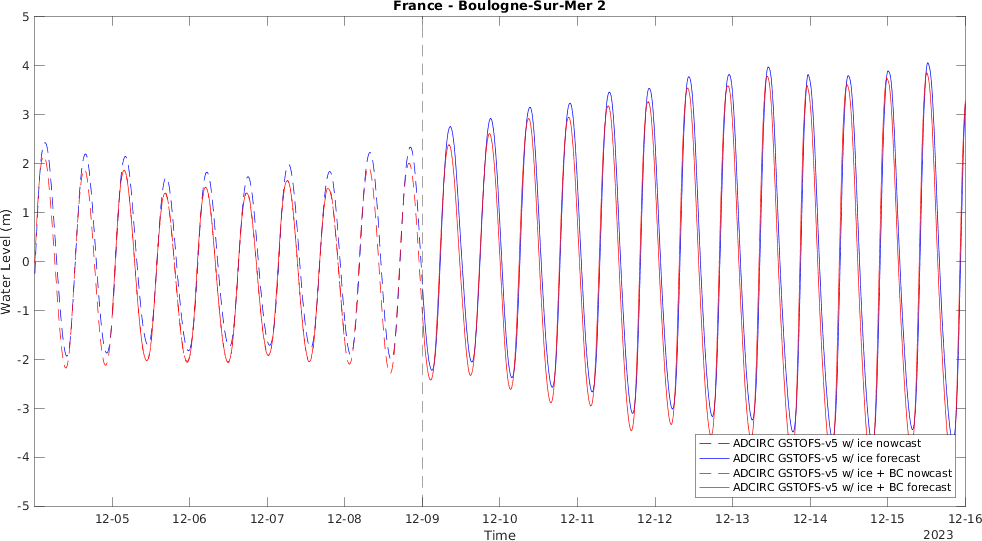 France - Boulogne-Sur-Mer 2
5
4
3
2
1
0
-1
-2
-3
-4
-5
Water Level (m)
ADCIRC GSTOFS-v5 w/ ice nowcast
ADCIRC GSTOFS-v5 w/ ice forecast
ADCIRC GSTOFS-v5 w/ ice + BC nowcast
ADCIRC GSTOFS-v5 w/ ice + BC forecast
12-05 12-06 12-07 12-08 12-09 12-10 12-11 12-12 12-13 12-14 12-15 12-16
Time
2023